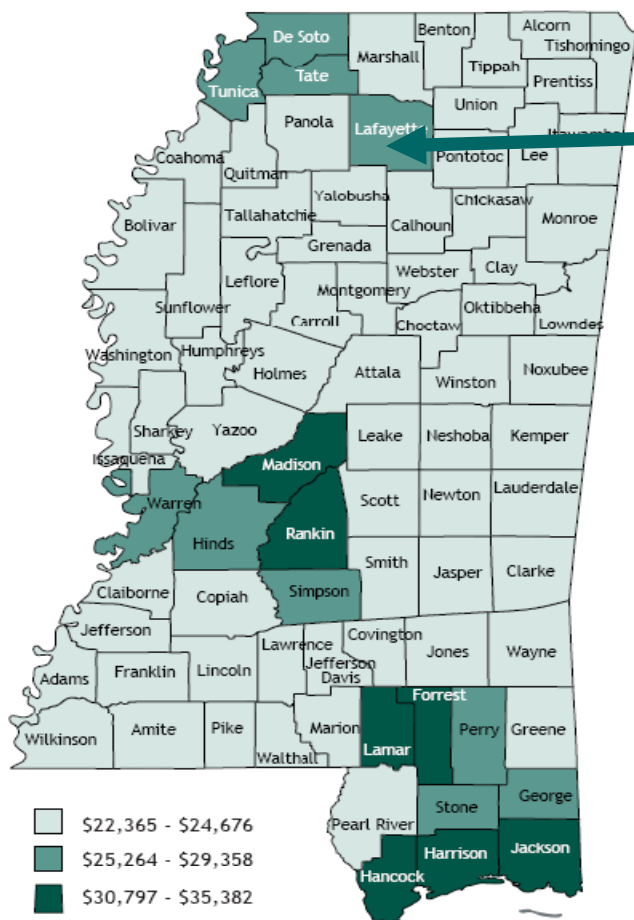 De Soto
Benton
Alcorn
Tishomingo
Marshall
Tippah
Prentiss
Tate
Tunica
Union
Panola
Lafayette
Itawamba
Pontotoc
Lee
Coahoma
Quitman
Yalobusha
Chickasaw
Tallahatchie
Calhoun
Monroe
Bolivar
Grenada
Webster
Clay
Leflore
Montgomery
Sunflower
Oktibbeha
Carroll
Choctaw
Lowndes
Washington
Humphreys
Holmes
Attala
Winston
Noxubee
Sharkey
Yazoo
Leake
Neshoba
Kemper
Issaquena
Madison
Warren
Scott
Newton
Lauderdale
Hinds
Rankin
Smith
Jasper
Clarke
Claiborne
Copiah
Simpson
Jefferson
Lawrence
Covington
Jones
Wayne
Adams
Franklin
Lincoln
Jefferson
Davis
Forrest
Wilkinson
Amite
Pike
Walthall
Marion
Lamar
Perry
Greene
Pearl River
Stone
George
Hancock
Harrison
Jackson
$22,365 - $24,676
$25,264 - $29,358
$30,797 - $35,382